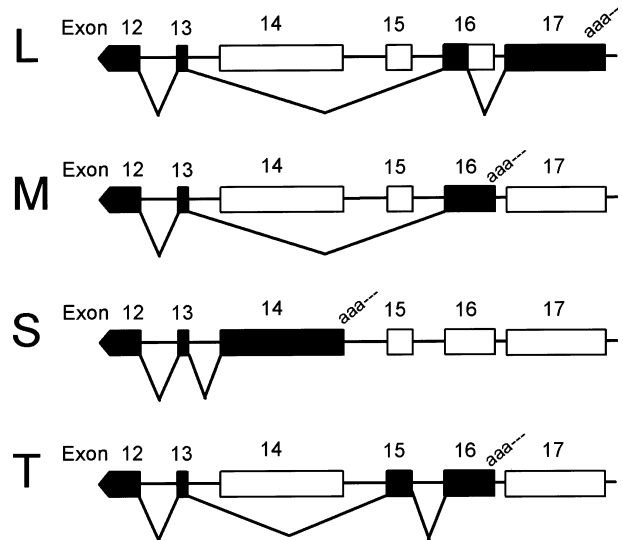 Exon 12 13 14 15 16 17 aaa---
L
Exon 12 13 14 15 16 aaa--- 17
M
Exon 12 13 14 aaa--- 15 16 17
S
Exon 12 13 14 15 16 aaa--- 17
T